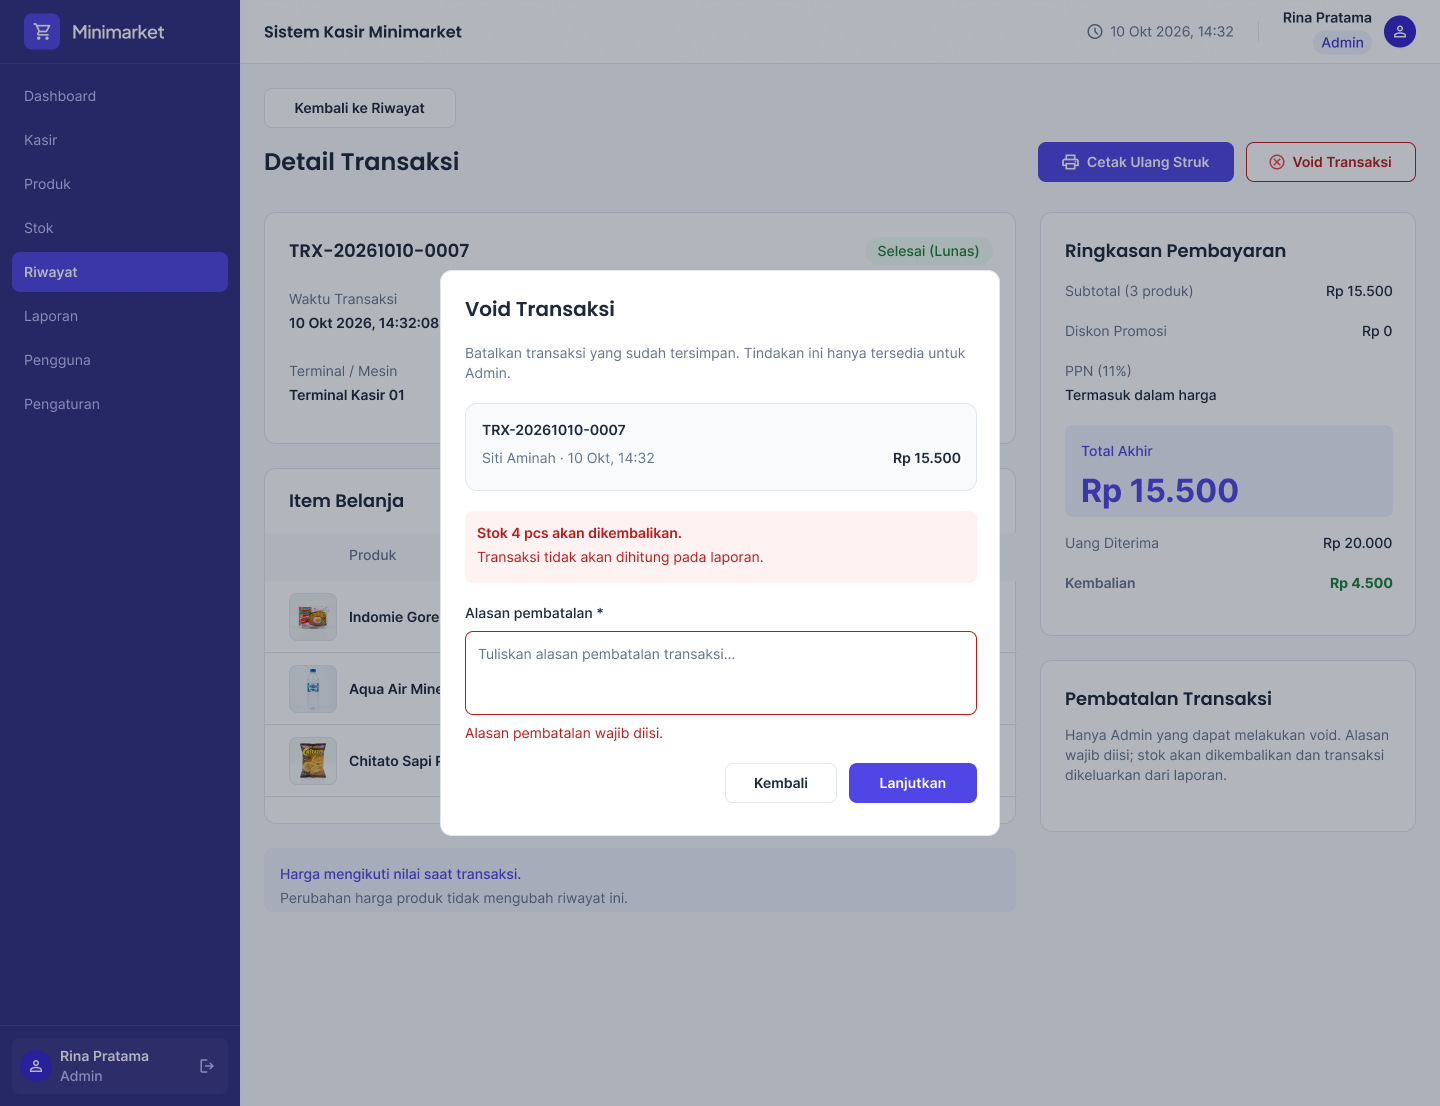 Minimarket
Dashboard
Kasir
Produk
Stok
Riwayat
Laporan
Pengguna
Pengaturan
Rina Pratama
Admin
Sistem Kasir Minimarket
10 Okt 2026, 14:32
Rina Pratama
Admin
Kembali ke Riwayat
Detail Transaksi
Cetak Ulang Struk
Void Transaksi
TRX-20261010-0007
Selesai (Lunas)
Waktu Transaksi
10 Okt 2026, 14:32:08
Terminal / Mesin
Terminal Kasir 01
Item Belanja
Produk
Indomie Gore
Aqua Air Mine
Chitato Sapi
Harga mengikuti nilai saat transaksi.
Perubahan harga produk tidak mengubah riwayat ini.
Void Transaksi
Batalkan transaksi yang sudah tersimpan. Tindakan ini hanya tersedia untuk
Admin.
TRX-20261010-0007
Siti Aminah · 10 Okt, 14:32
Rp 15.500
Stok 4 pcs akan dikembalikan.
Transaksi tidak akan dihitung pada laporan.
Alasan pembatalan *
Tuliskan alasan pembatalan transaksi...
Alasan pembatalan wajib diisi.
Kembali
Lanjutkan
Ringkasan Pembayaran
Subtotal (3 produk)
Rp 15.500
Diskon Promosi
Rp 0
PPN (11%)
Termasuk dalam harga
Total Akhir
Rp 15.500
Uang Diterima
Rp 20.000
Kembalian
Rp 4.500
Pembatalan Transaksi
Hanya Admin yang dapat melakukan void. Alasan
wajib diisi; stok akan dikembalikan dan transaksi
dikeluarkan dari laporan.